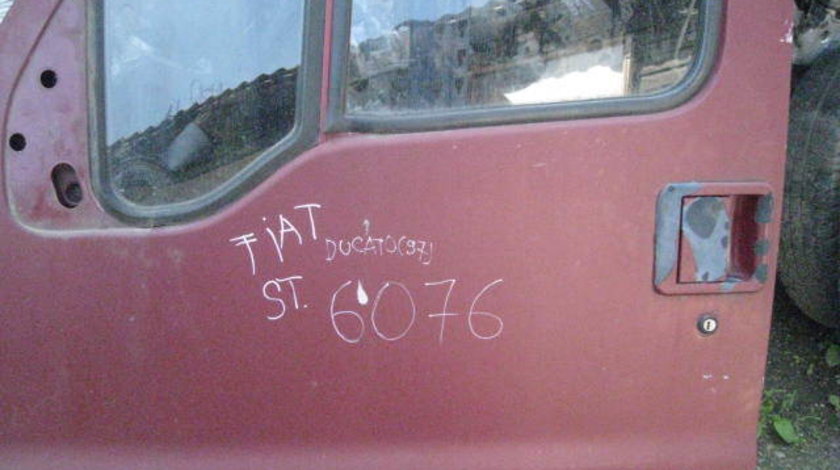 FIAT DUCATO (97)
ST. 6076